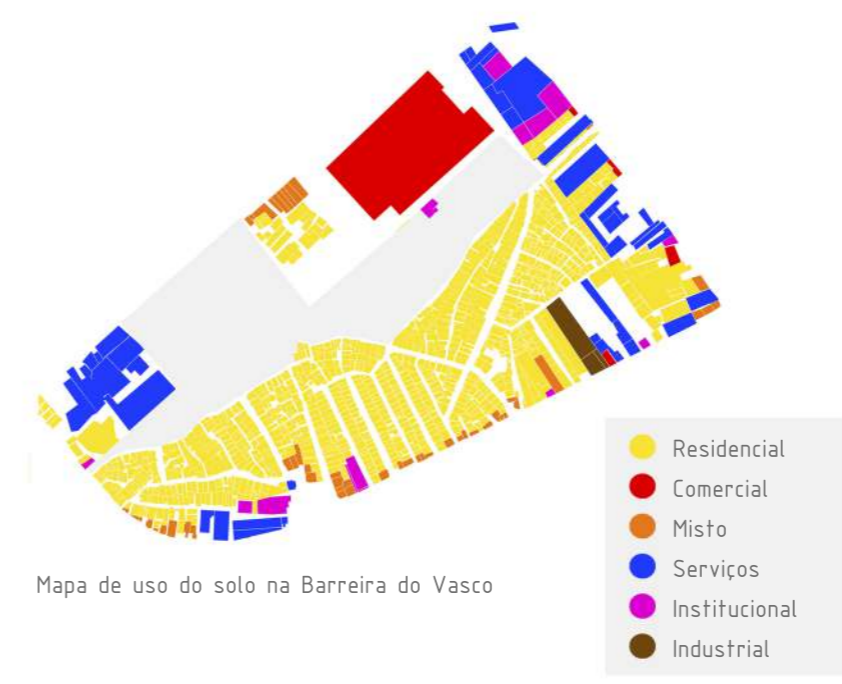 Residencial
Comercial
Misto
Serviços
Institucional
Industrial
Mapa de uso do solo na Barreira do Vasco